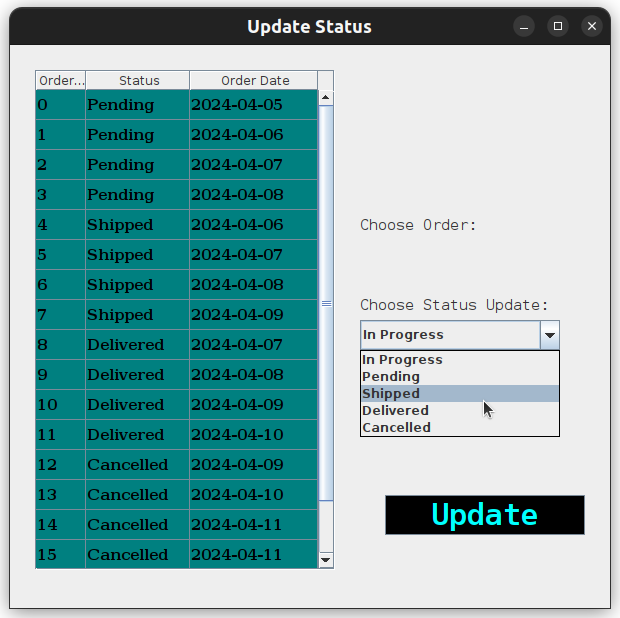 Update Status
Order... Status Order Date
0 Pending 2024-04-05
1 Pending 2024-04-06
2 Pending 2024-04-07
3 Pending 2024-04-08
4 Shipped 2024-04-06
5 Shipped 2024-04-07
6 Shipped 2024-04-08
7 Shipped 2024-04-09
8 Delivered 2024-04-07
9 Delivered 2024-04-08
10 Delivered 2024-04-09
11 Delivered 2024-04-10
12 Cancelled 2024-04-09
13 Cancelled 2024-04-10
14 Cancelled 2024-04-11
15 Cancelled 2024-04-11
Choose Order:
Choose Status Update:
In Progress
In Progress
Pending
Shipped
Delivered
Cancelled
Update